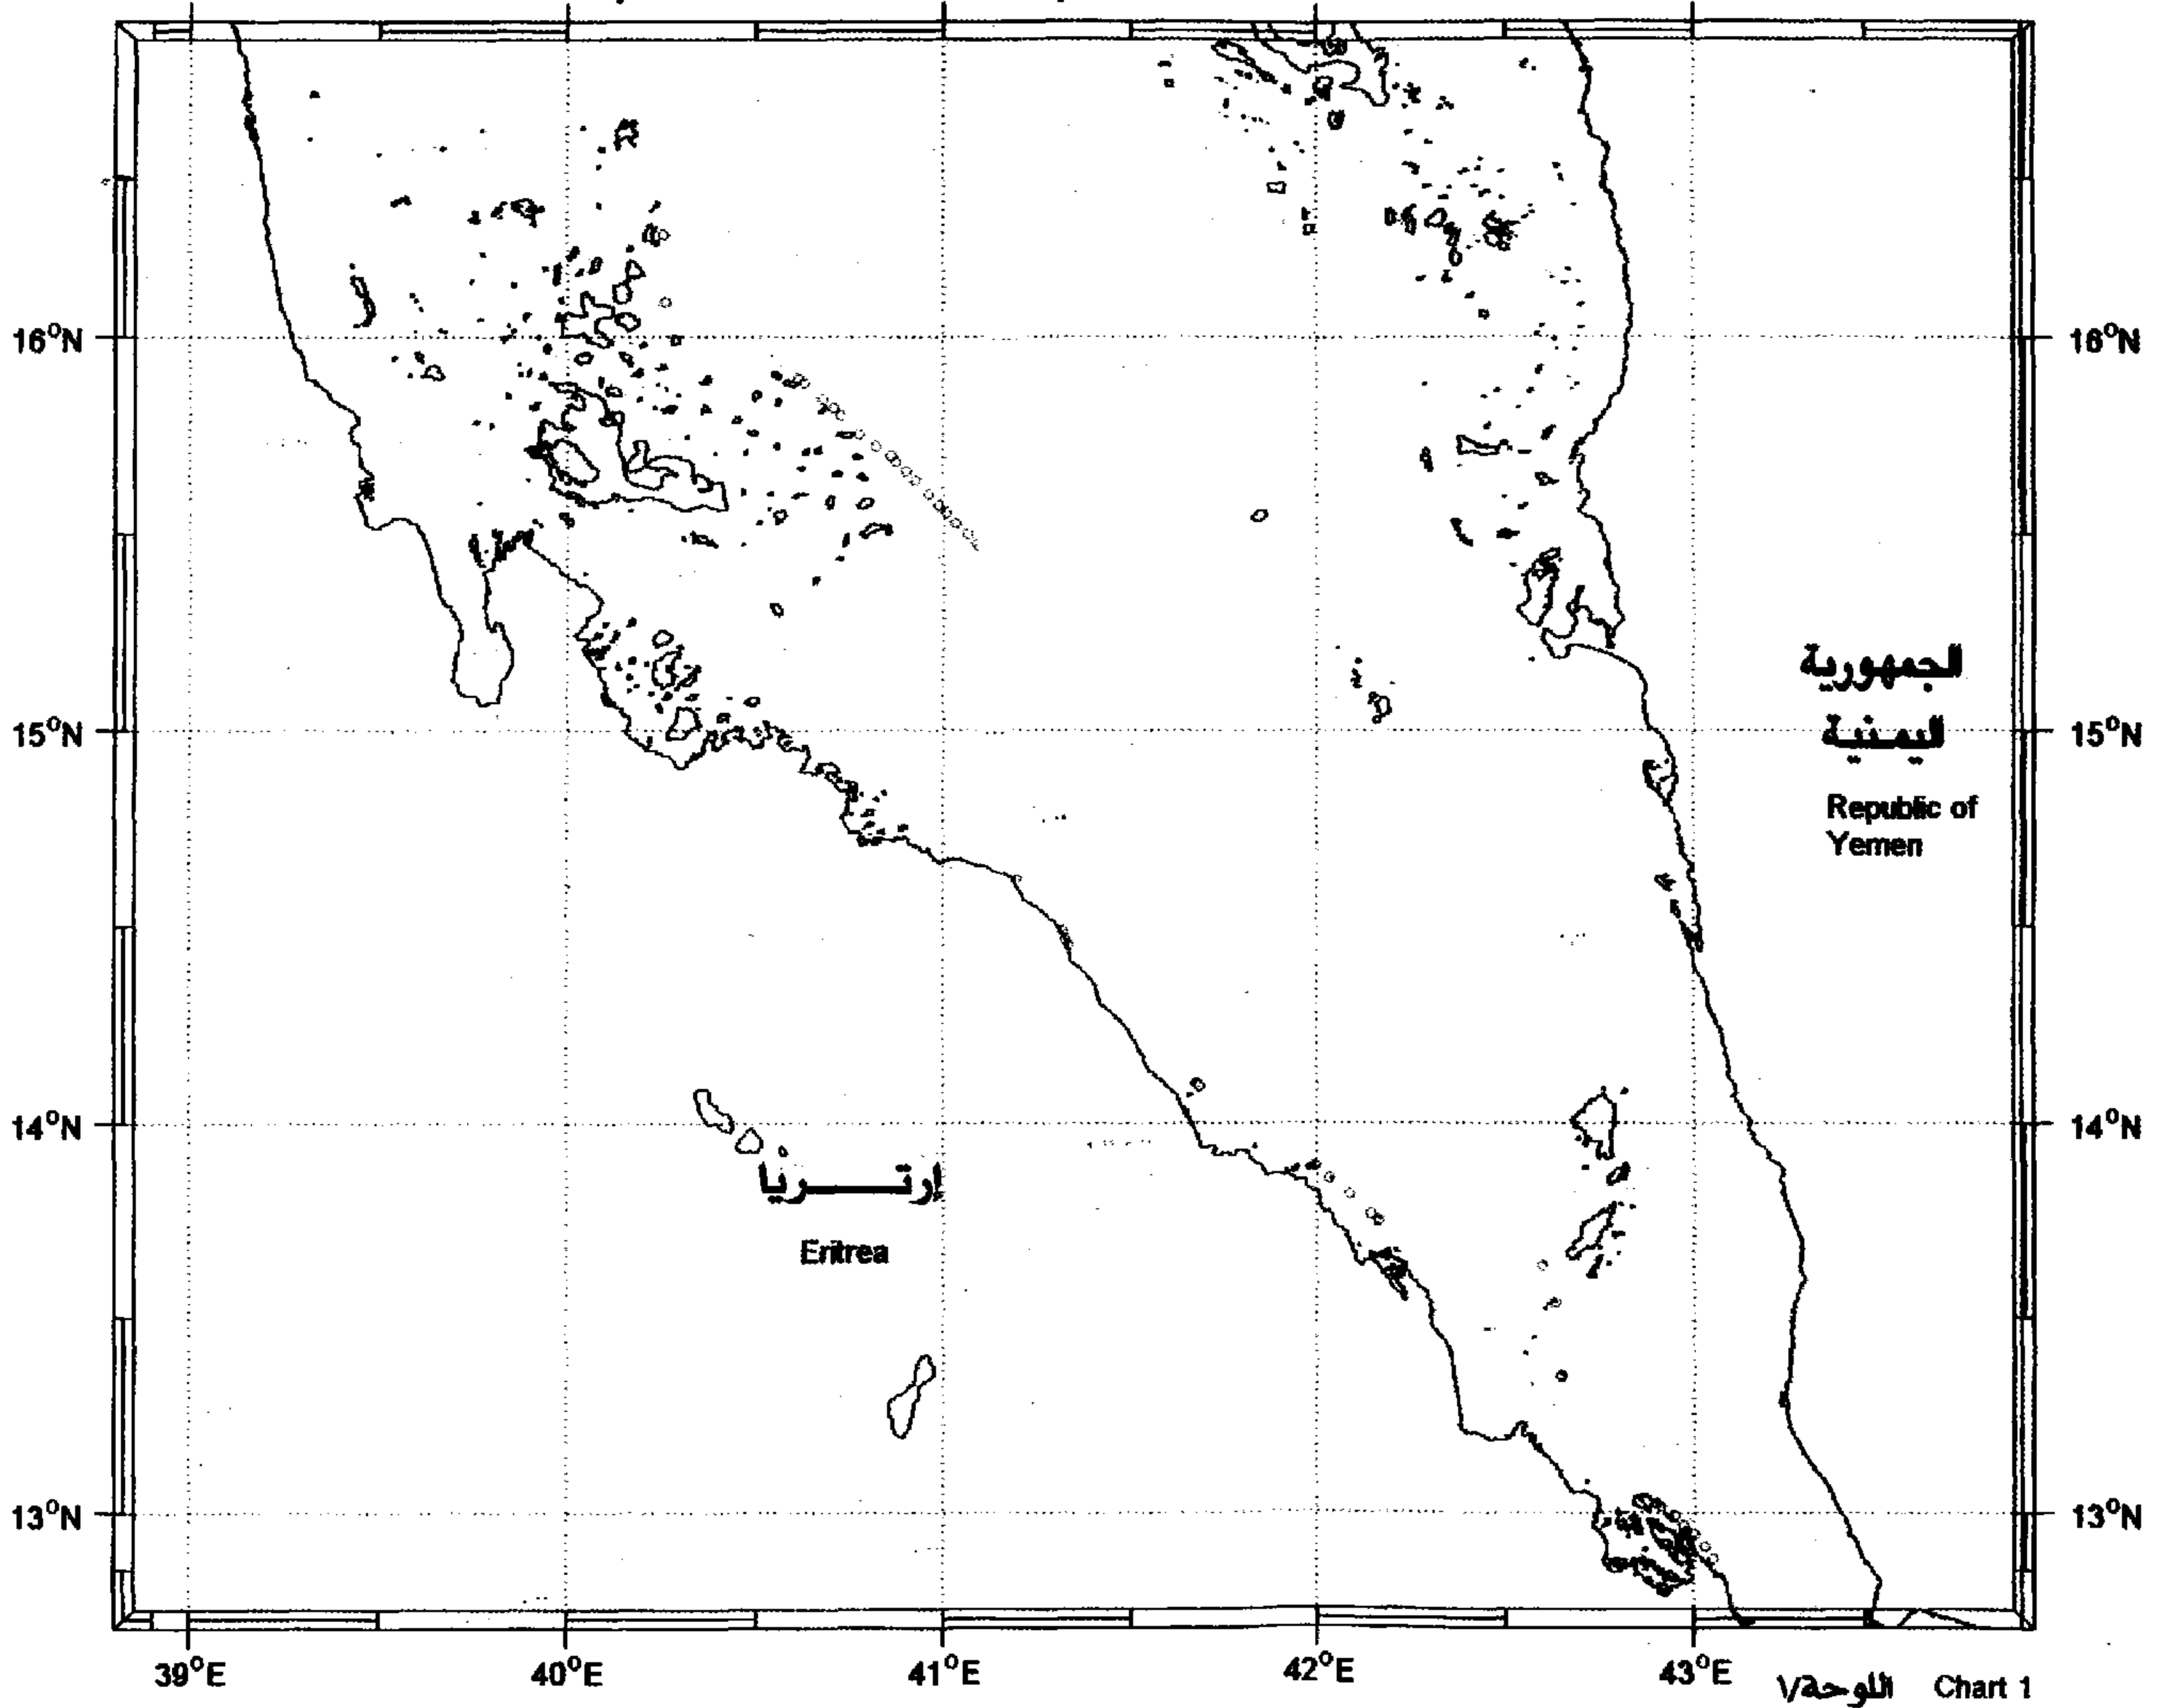 16°N
16°N
الجمهورية
15°N
اليمنية
15°N
Republic of
Yemen
14°N
14°N
إرتـــــريا
Eritrea
13°N
13°N
39°E
40°E
41°E
42°E
43°E
اللوحة/١
Chart 1